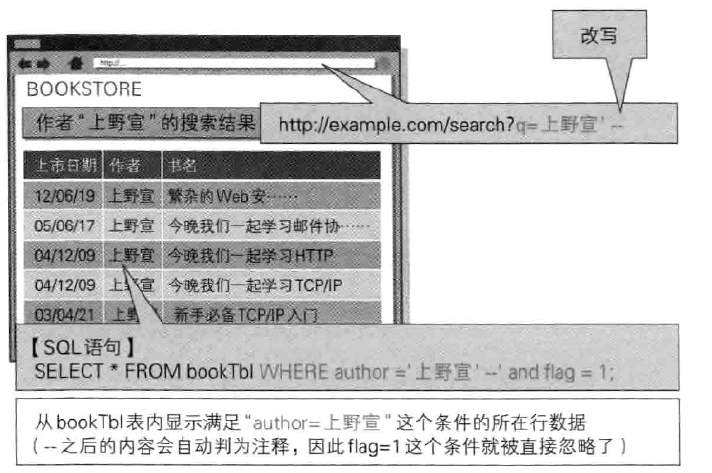 改写
http://...
BOOKSTORE
作者“上野宣”的搜索结果
http://example.com/search?q=上野宣' --
上市日期 作者 书名
12/06/19 上野宣 繁杂的Web安……
05/06/17 上野宣 今晚我们一起学习邮件协……
04/12/09 上野宣 今晚我们一起学习HTTP
04/12/09 上野宣 今晚我们一起学习TCP/IP
03/04/21 上野 新手必备TCP/IP入门
【SQL语句】
SELECT * FROM bookTbl WHERE author ='上野宣' --' and flag = 1;
从bookTbl表内显示满足“author=上野宣”这个条件的所在行数据
（--之后的内容会自动判为注释，因此flag=1这个条件就被直接忽略了）